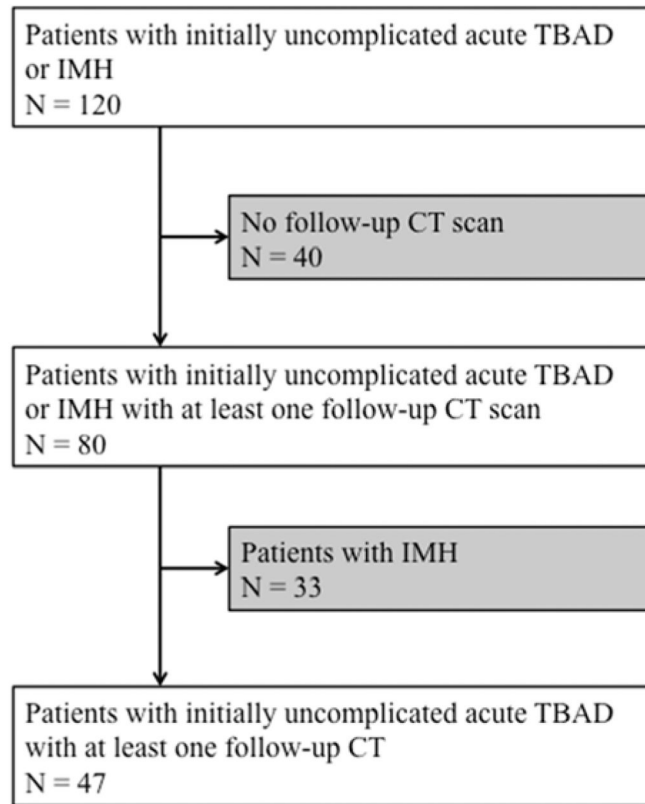 Patients with initially uncomplicated acute TBAD
or IMH
N = 120
No follow-up CT scan
N = 40
Patients with initially uncomplicated acute TBAD
or IMH with at least one follow-up CT scan
N = 80
Patients with IMH
N = 33
Patients with initially uncomplicated acute TBAD
with at least one follow-up CT
N = 47